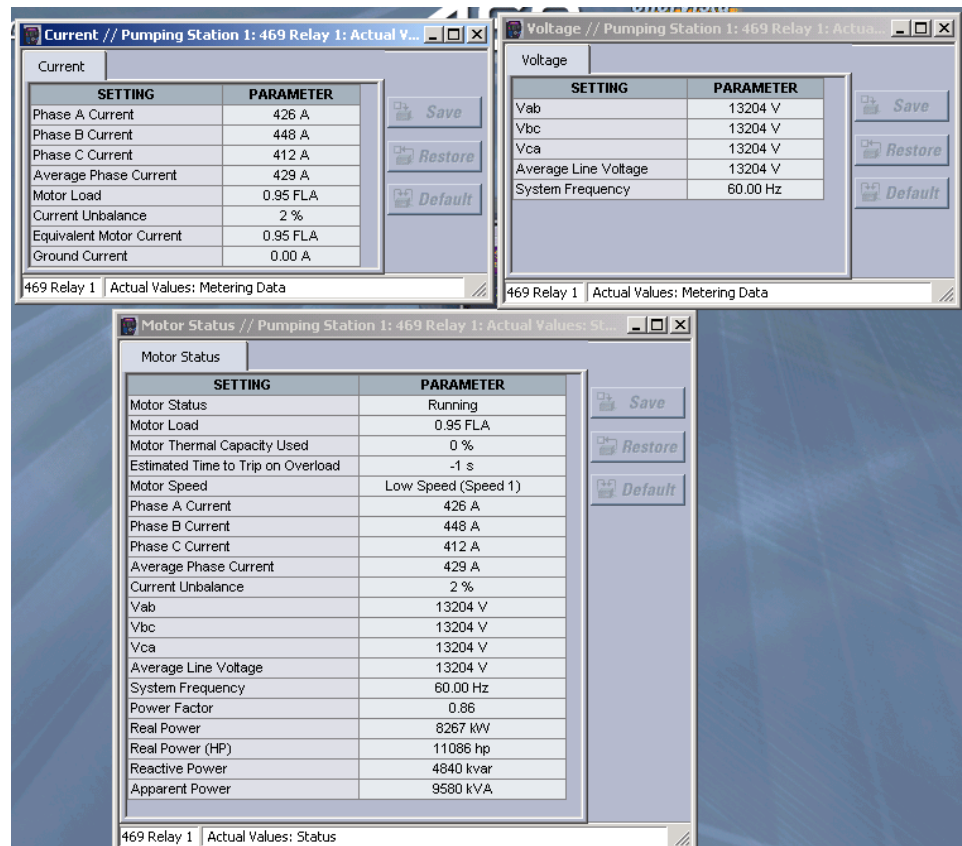 Current // Pumping Station 1: 469 Relay 1: Actual V...
Current
SETTING PARAMETER
Phase A Current 426 A
Phase B Current 448 A
Phase C Current 412 A
Average Phase Current 429 A
Motor Load 0.95 FLA
Current Unbalance 2 %
Equivalent Motor Current 0.95 FLA
Ground Current 0.00 A
Save
Restore
Default
469 Relay 1 Actual Values: Metering Data
Voltage // Pumping Station 1: 469 Relay 1: Actua...
Voltage
SETTING PARAMETER
Vab 13204 V
Vbc 13204 V
Vca 13204 V
Average Line Voltage 13204 V
System Frequency 60.00 Hz
Save
Restore
Default
469 Relay 1 Actual Values: Metering Data
Motor Status // Pumping Station 1: 469 Relay 1: Actual Values: St...
Motor Status
SETTING PARAMETER
Motor Status Running
Motor Load 0.95 FLA
Motor Thermal Capacity Used 0 %
Estimated Time to Trip on Overload -1 s
Motor Speed Low Speed (Speed 1)
Phase A Current 426 A
Phase B Current 448 A
Phase C Current 412 A
Average Phase Current 429 A
Current Unbalance 2 %
Vab 13204 V
Vbc 13204 V
Vca 13204 V
Average Line Voltage 13204 V
System Frequency 60.00 Hz
Power Factor 0.86
Real Power 8267 kW
Real Power (HP) 11086 hp
Reactive Power 4840 kvar
Apparent Power 9580 kVA
Save
Restore
Default
469 Relay 1 Actual Values: Status